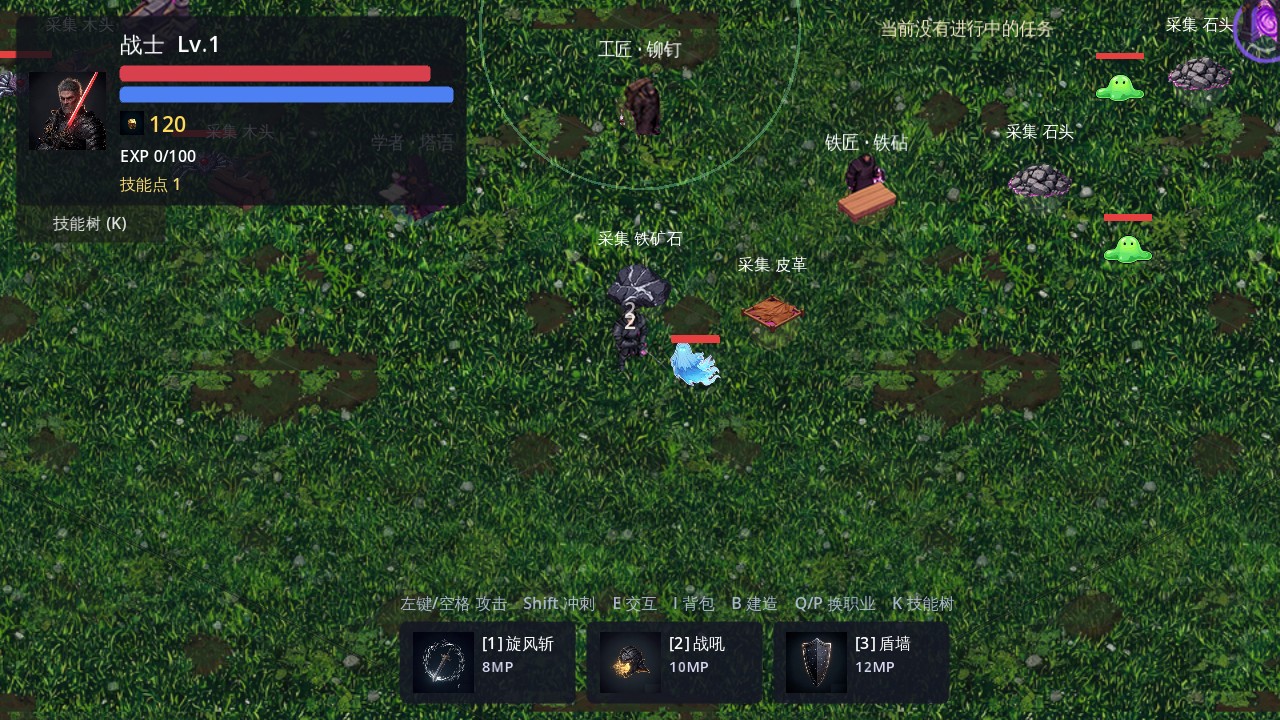 采集 木头
战士 Lv.1
120
采集 木头
EXP 0/100
学者 · 塔语
技能点 1
技能树 (K)
工匠 · 铆钉
当前没有进行中的任务
采集 石头
铁匠 · 铁砧
采集 石头
采集 铁矿石
采集 皮革
2
2
左键/空格 攻击 Shift 冲刺 E 交互 I 背包 B 建造 Q/P 换职业 K 技能树
[1] 旋风斩
8MP
[2] 战吼
10MP
[3] 盾墙
12MP